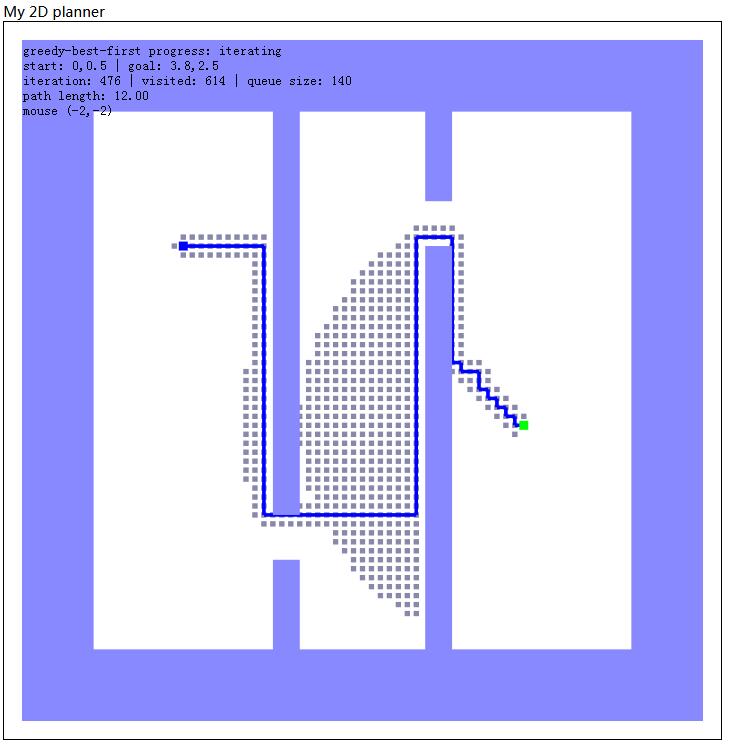 My 2D planner
greedy-best-first progress: iterating
start: 0,0.5 | goal: 3.8,2.5
iteration: 476 | visited: 614 | queue size: 140
path length: 12.00
mouse (-2,-2)